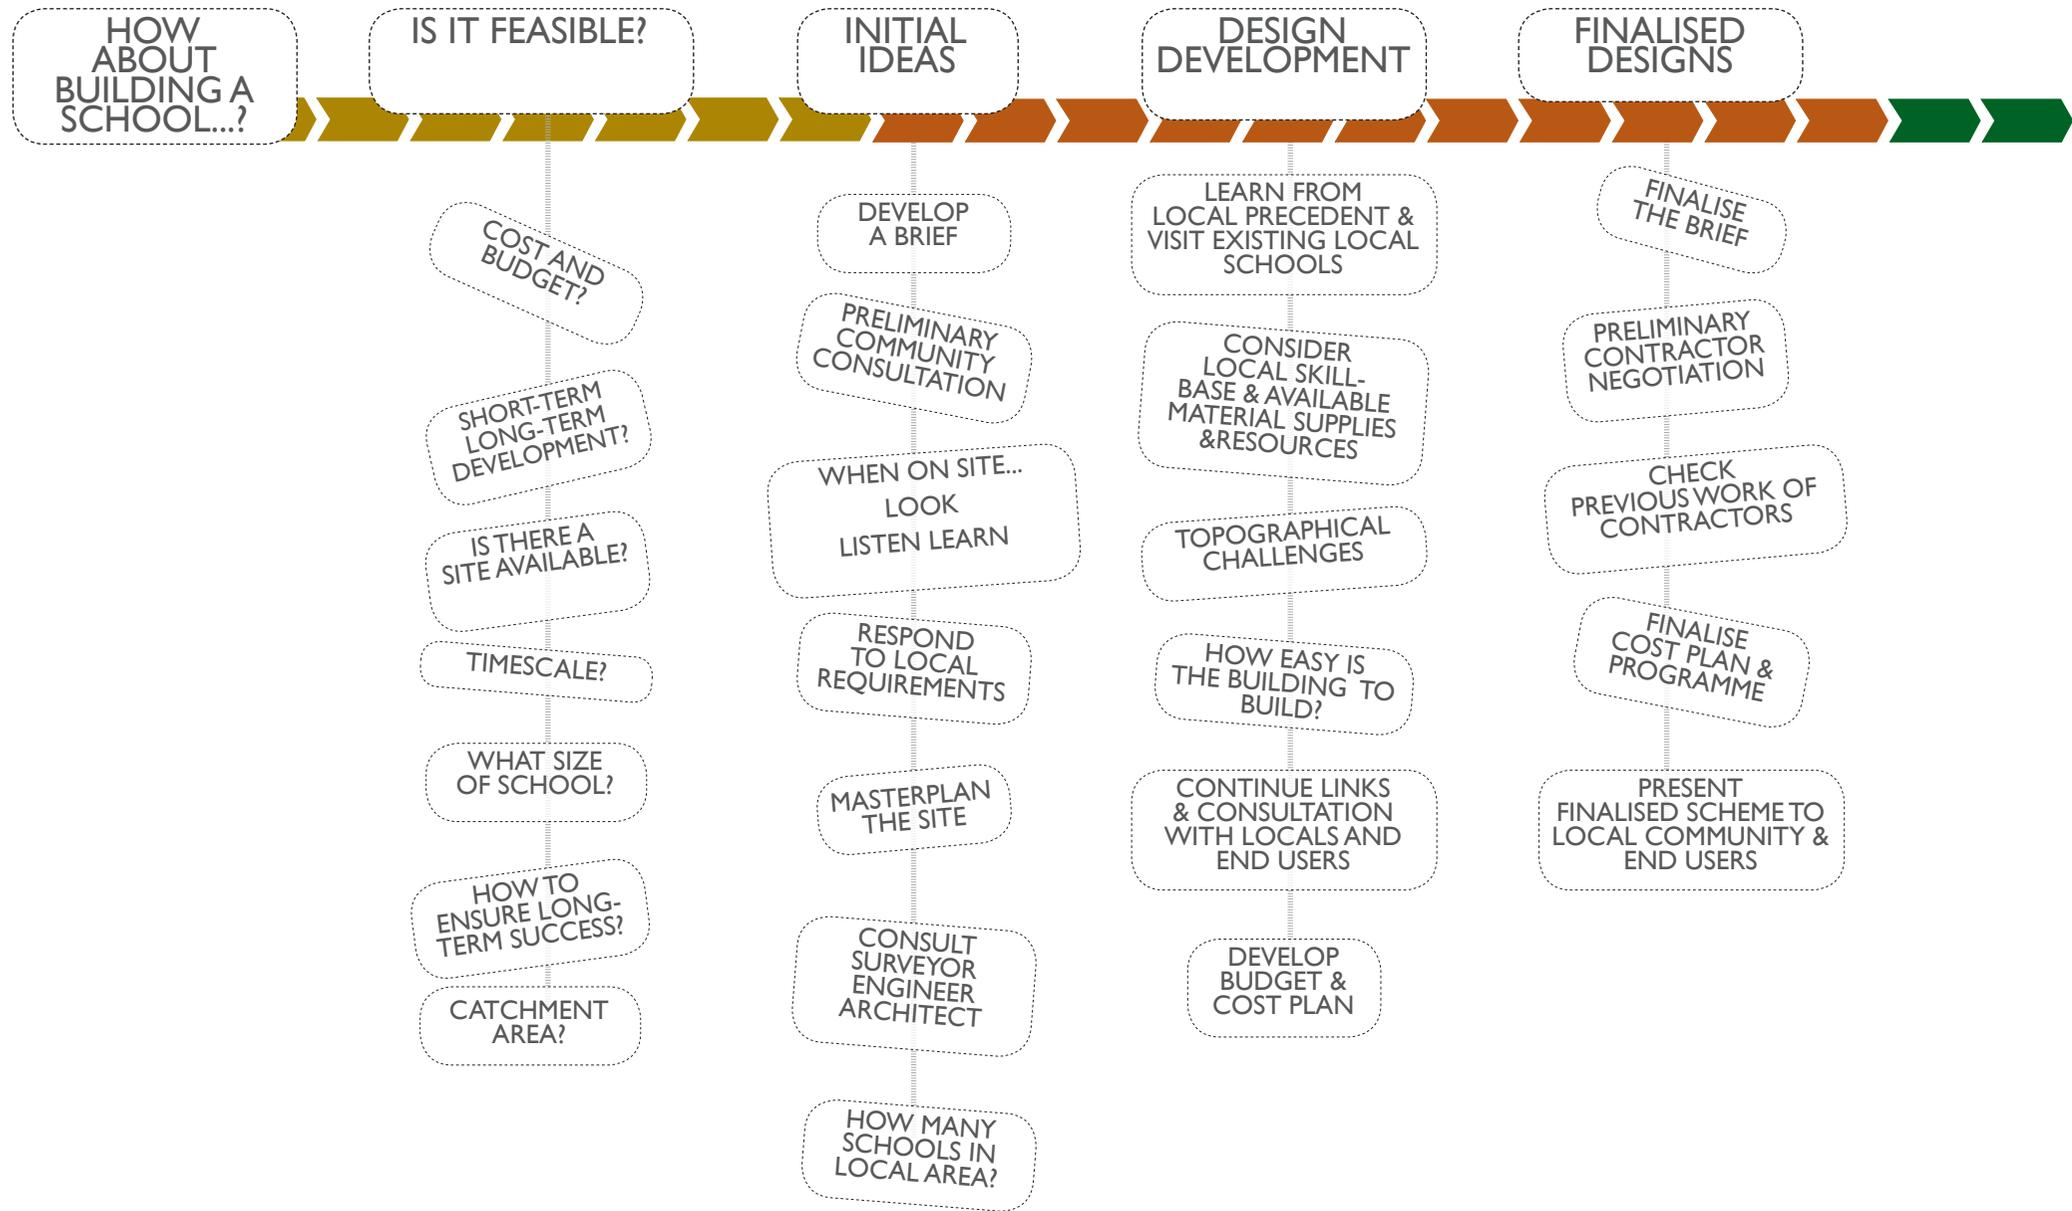 HOW
ABOUT
BUILDING A
SCHOOL...?
IS IT FEASIBLE?
INITIAL
IDEAS
DESIGN
DEVELOPMENT
FINALISED
DESIGNS
COST AND
BUDGET?
SHORT-TERM
LONG-TERM
DEVELOPMENT?
IS THERE A
SITE AVAILABLE?
TIMESCALE?
WHAT SIZE
OF SCHOOL?
HOW TO
ENSURE LONG-
TERM SUCCESS?
CATCHMENT
AREA?
DEVELOP
A BRIEF
PRELIMINARY
COMMUNITY
CONSULTATION
WHEN ON SITE...
LOOK
LISTEN LEARN
RESPOND
TO LOCAL
REQUIREMENTS
MASTERPLAN
THE SITE
CONSULT
SURVEYOR
ENGINEER
ARCHITECT
HOW MANY
SCHOOLS IN
LOCAL AREA?
LEARN FROM
LOCAL PRECEDENT &
VISIT EXISTING LOCAL
SCHOOLS
CONSIDER
LOCAL SKILL-
BASE & AVAILABLE
MATERIAL SUPPLIES
&RESOURCES
TOPOGRAPHICAL
CHALLENGES
HOW EASY IS
THE BUILDING TO
BUILD?
CONTINUE LINKS
& CONSULTATION
WITH LOCALS AND
END USERS
DEVELOP
BUDGET &
COST PLAN
FINALISE
THE BRIEF
PRELIMINARY
CONTRACTOR
NEGOTIATION
CHECK
PREVIOUS WORK OF
CONTRACTORS
FINALISE
COST PLAN &
PROGRAMME
PRESENT
FINALISED SCHEME TO
LOCAL COMMUNITY &
END USERS